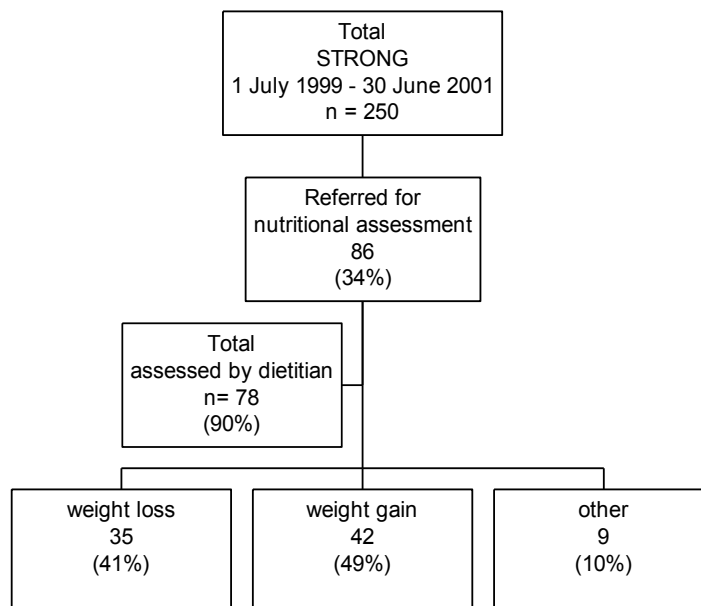 Total
STRONG
1 July 1999 - 30 June 2001
n = 250
Referred for
nutritional assessment
86
(34%)
Total
assessed by dietitian
n= 78
(90%)
weight loss
35
(41%)
weight gain
42
(49%)
other
9
(10%)